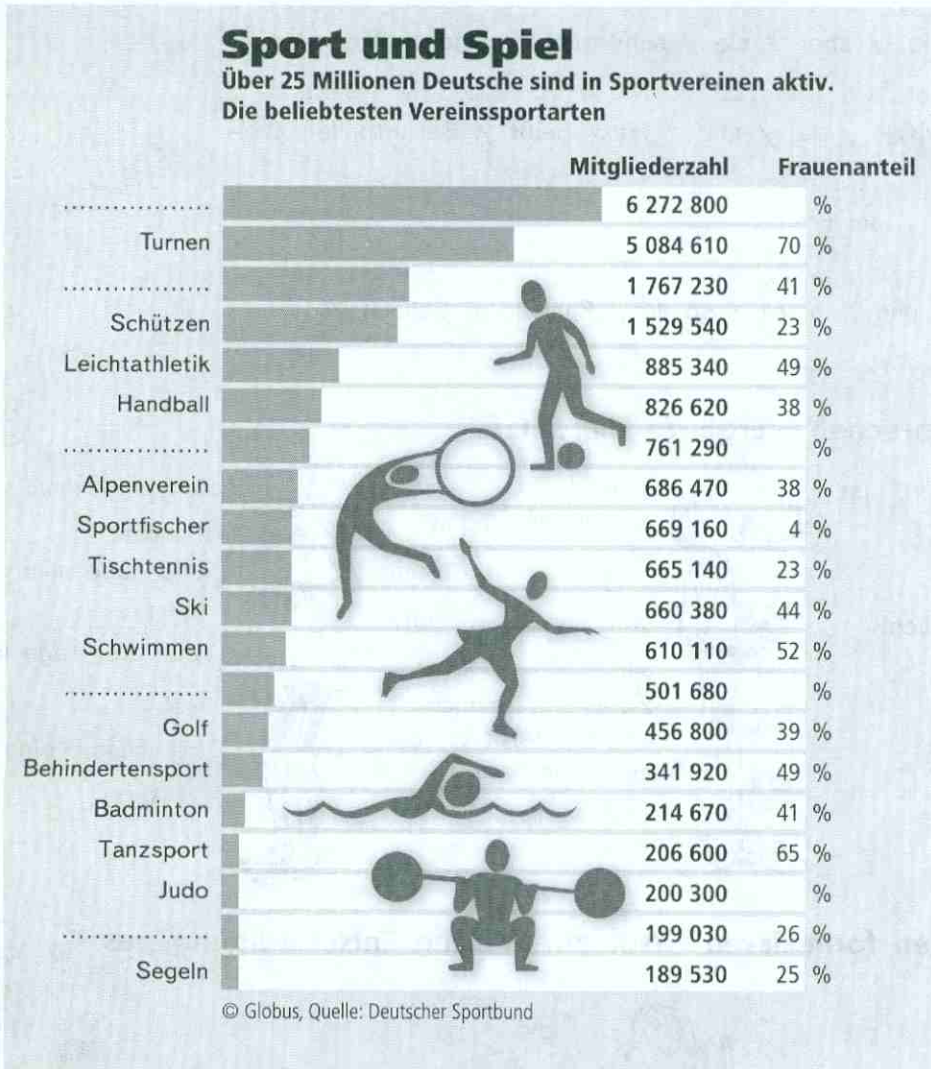 Sport und Spiel
Über 25 Millionen Deutsche sind in Sportvereinen aktiv.
Die beliebtesten Vereinssportarten
Mitgliederzahl Frauenanteil
.................. 6 272 800 %
Turnen 5 084 610 70 %
.................. 1 767 230 41 %
Schützen 1 529 540 23 %
Leichtathletik 885 340 49 %
Handball 826 620 38 %
.................. 761 290 %
Alpenverein 686 470 38 %
Sportfischer 669 160 4 %
Tischtennis 665 140 23 %
Ski 660 380 44 %
Schwimmen 610 110 52 %
.................. 501 680 %
Golf 456 800 39 %
Behindertensport 341 920 49 %
Badminton 214 670 41 %
Tanzsport 206 600 65 %
Judo 200 300 %
.................. 199 030 26 %
Segeln 189 530 25 %
© Globus, Quelle: Deutscher Sportbund